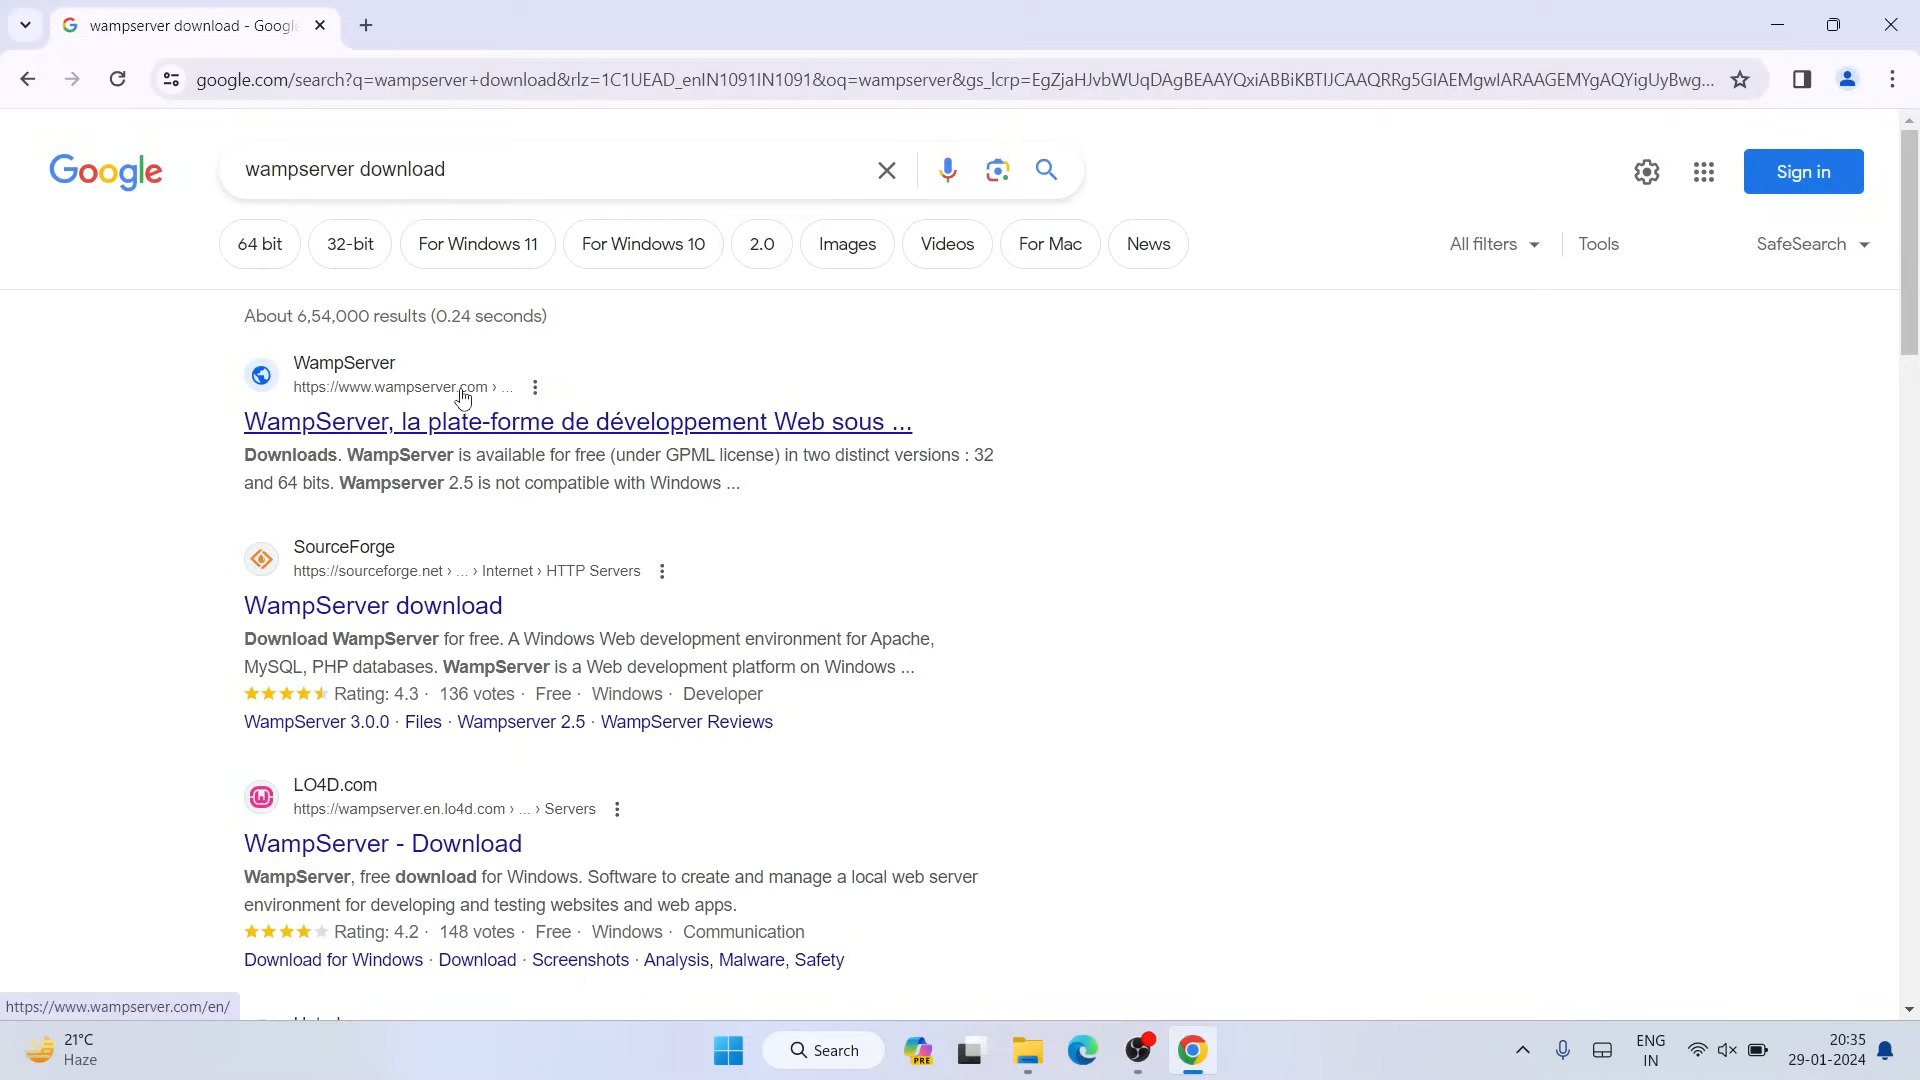 wampserver download - Google
google.com/search?q=wampserver+download&rlz=1C1UEAD_enIN1091IN1091&oq=wampserver&gs_lcrp=EgZjaHJvbWUqDAgBEAAYQxiABBiKBTIJCAAQRRg5GIAEMgwIARAAGEMYgAQYigUyBwg...
Google
wampserver download
Sign in
64 bit
32-bit
For Windows 11
For Windows 10
2.0
Images
Videos
For Mac
News
All filters
Tools
SafeSearch
About 6,54,000 results (0.24 seconds)
WampServer
https://www.wampserver.com › ...
WampServer, la plate-forme de développement Web sous ...
Downloads. WampServer is available for free (under GPML license) in two distinct versions : 32
and 64 bits. Wampserver 2.5 is not compatible with Windows ...
SourceForge
https://sourceforge.net › ... › Internet › HTTP Servers
WampServer download
Download WampServer for free. A Windows Web development environment for Apache,
MySQL, PHP databases. WampServer is a Web development platform on Windows ...
Rating: 4.3 · 136 votes · Free · Windows · Developer
WampServer 3.0.0 · Files · Wampserver 2.5 · WampServer Reviews
LO4D.com
https://wampserver.en.lo4d.com › ... › Servers
WampServer - Download
WampServer, free download for Windows. Software to create and manage a local web server
environment for developing and testing websites and web apps.
Rating: 4.2 · 148 votes · Free · Windows · Communication
Download for Windows · Download · Screenshots · Analysis, Malware, Safety
https://www.wampserver.com/en/
21°C
Haze
Search
PRE
ENG
IN
20:35
29-01-2024